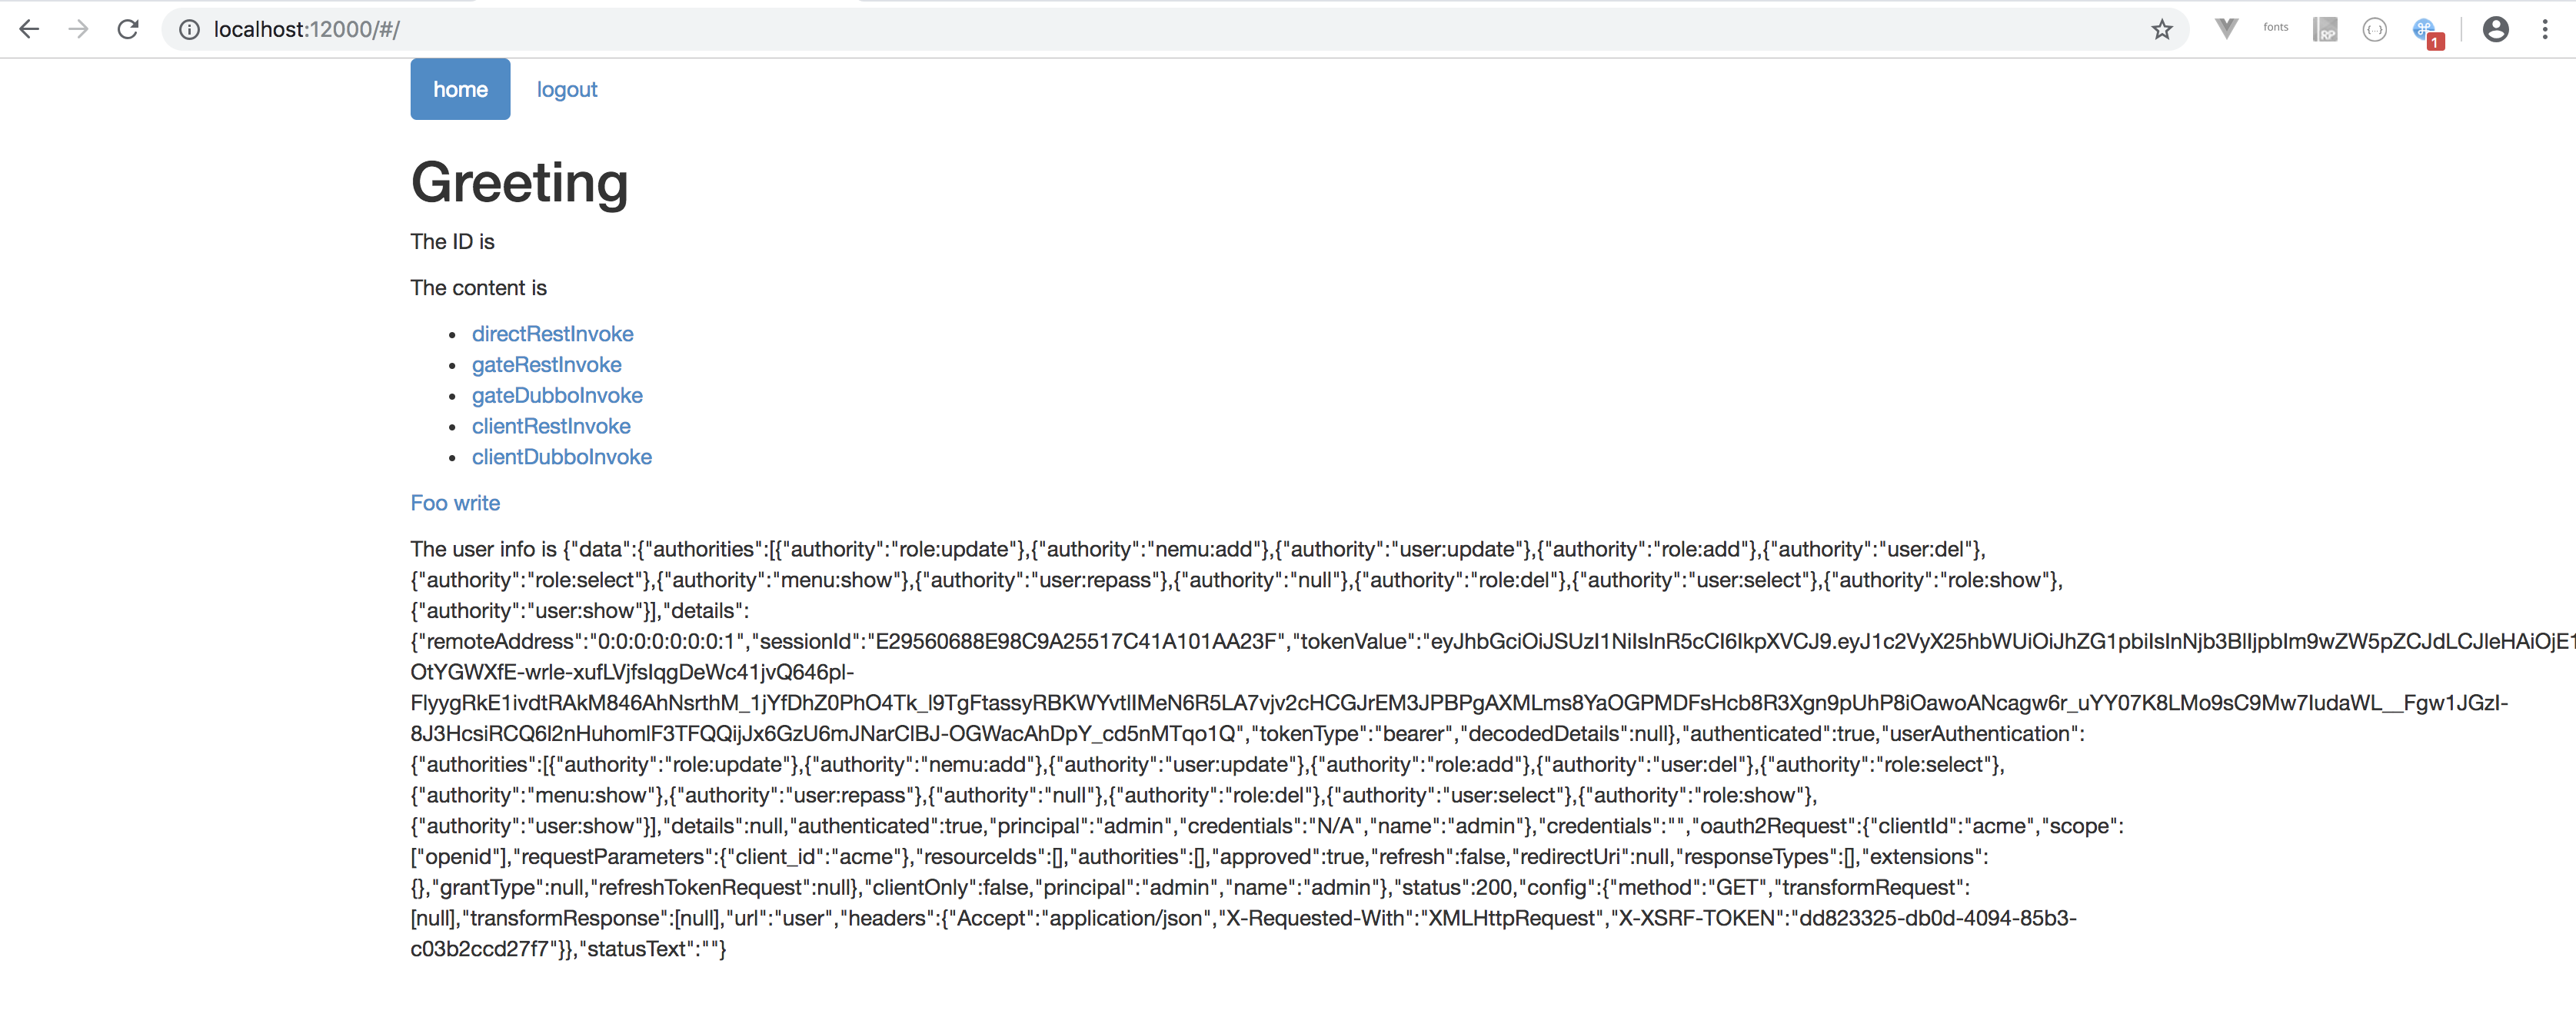 localhost:12000/#/
fonts
RP
{...}
1
home logout
Greeting
The ID is
The content is
• directRestInvoke
• gateRestInvoke
• gateDubboInvoke
• clientRestInvoke
• clientDubboInvoke
Foo write
The user info is {"data":{"authorities":[{"authority":"role:update"},{"authority":"nemu:add"},{"authority":"user:update"},{"authority":"role:add"},{"authority":"user:del"},
{"authority":"role:select"},{"authority":"menu:show"},{"authority":"user:repass"},{"authority":"null"},{"authority":"role:del"},{"authority":"user:select"},{"authority":"role:show"},
{"authority":"user:show"}],"details":
{"remoteAddress":"0:0:0:0:0:0:0:1","sessionId":"E29560688E98C9A25517C41A101AA23F","tokenValue":"eyJhbGciOiJSUzI1NiIsInR5cCI6IkpXVCJ9.eyJ1c2VyX25hbWUiOiJhZG1pbiIsInNjb3BlIjpbIm9wZW5pZCJdLCJleHAiOjE1
OtYGWXfE-wrle-xufLVjfsIqgDeWc41jvQ646pl-
FlyygRkE1ivdtRAkM846AhNsrthM_1jYfDhZ0PhO4Tk_l9TgFtassyRBKWYvtlIMeN6R5LA7vjv2cHCGJrEM3JPBPgAXMLms8YaOGPMDFsHcb8R3Xgn9pUhP8iOawoANcagw6r_uYY07K8LMo9sC9Mw7IudaWL__Fgw1JGzI-
8J3HcsiRCQ6l2nHuhomlF3TFQQijJx6GzU6mJNarClBJ-OGWacAhDpY_cd5nMTqo1Q","tokenType":"bearer","decodedDetails":null},"authenticated":true,"userAuthentication":
{"authorities":[{"authority":"role:update"},{"authority":"nemu:add"},{"authority":"user:update"},{"authority":"role:add"},{"authority":"user:del"},{"authority":"role:select"},
{"authority":"menu:show"},{"authority":"user:repass"},{"authority":"null"},{"authority":"role:del"},{"authority":"user:select"},{"authority":"role:show"},
{"authority":"user:show"}],"details":null,"authenticated":true,"principal":"admin","credentials":"N/A","name":"admin"},"credentials":"","oauth2Request":{"clientId":"acme","scope":
["openid"],"requestParameters":{"client_id":"acme"},"resourceIds":[],"authorities":[],"approved":true,"refresh":false,"redirectUri":null,"responseTypes":[],"extensions":
{},"grantType":null,"refreshTokenRequest":null},"clientOnly":false,"principal":"admin","name":"admin"},"status":200,"config":{"method":"GET","transformRequest":
[null],"transformResponse":[null],"url":"user","headers":{"Accept":"application/json","X-Requested-With":"XMLHttpRequest","X-XSRF-TOKEN":"dd823325-db0d-4094-85b3-
c03b2ccd27f7"}},"statusText":""}